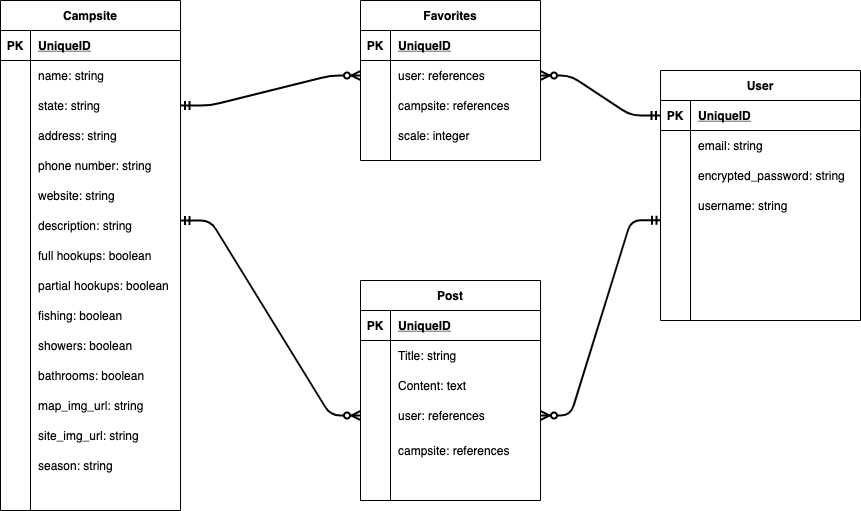 Campsite
PK UniqueID
name: string
state: string
address: string
phone number: string
website: string
description: string
full hookups: boolean
partial hookups: boolean
fishing: boolean
showers: boolean
bathrooms: boolean
map_img_url: string
site_img_url: string
season: string
Favorites
PK UniqueID
user: references
campsite: references
scale: integer
User
PK UniqueID
email: string
encrypted_password: string
username: string
Post
PK UniqueID
Title: string
Content: text
user: references
campsite: references